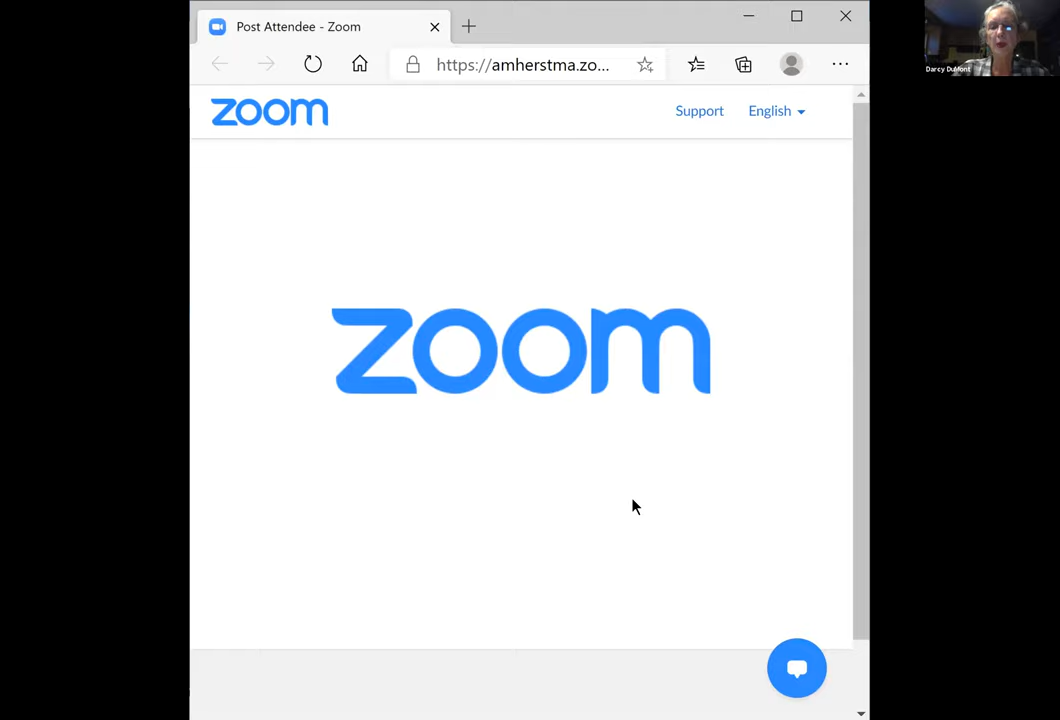 Post Attendee - Zoom
https://amherstma.zo...
zoom
Support
English
zoom
Darcy DuMont